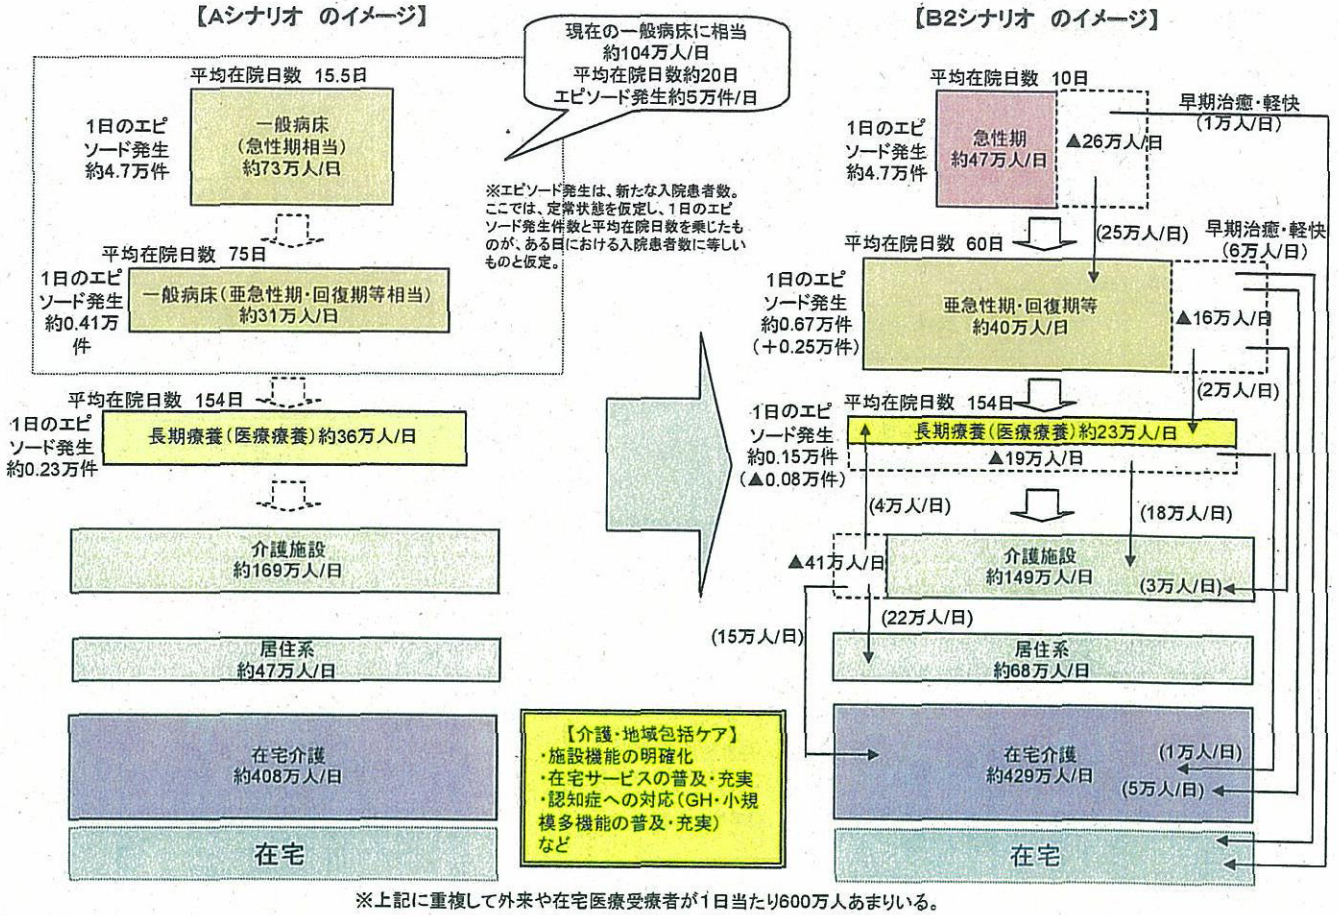 【Aシナリオ のイメージ】
現在の一般病床に相当
約104万人/日
平均在院日数約20日
エピソード発生約5万件/日
平均在院日数 15.5日
1日のエピ
ソード発生
約4.7万件
一般病床
(急性期相当)
約73万人/日
※エピソード発生は、新たな入院患者数。
ここでは、定常状態を仮定し、1日のエピ
ソード発生件数と平均在院日数を乗じたも
のが、ある日における入院患者数に等しい
ものと仮定。
平均在院日数 75日
1日のエピ
ソード発生
約0.41万
件
一般病床(亜急性期・回復期等相当)
約31万人/日
平均在院日数 154日
1日のエピ
ソード発生
約0.23万件
長期療養(医療療養)約36万人/日
介護施設
約169万人/日
居住系
約47万人/日
在宅介護
約408万人/日
在宅
【介護・地域包括ケア】
・施設機能の明確化
・在宅サービスの普及・充実
・認知症への対応(GH・小規
模多機能の普及・充実)
など
【B2シナリオ のイメージ】
平均在院日数 10日
1日のエピ
ソード発生
約4.7万件
急性期
約47万人/日
▲26万人/日
早期治癒・軽快
(1万人/日)
(25万人/日)
平均在院日数 60日
早期治癒・軽快
(6万人/日)
1日のエピ
ソード発生
約0.67万件
(+0.25万件)
亜急性期・回復期等
約40万人/日
▲16万人/日
(2万人/日)
平均在院日数 154日
1日のエピ
ソード発生
約0.15万件
(▲0.08万件)
長期療養(医療療養)約23万人/日
▲19万人/日
(4万人/日)
(18万人/日)
▲41万人/日
介護施設
約149万人/日
(3万人/日)
(15万人/日)
(22万人/日)
居住系
約68万人/日
在宅介護
約429万人/日
(1万人/日)
(5万人/日)
在宅
※上記に重複して外来や在宅医療受療者が1日当たり600万人あまりいる。